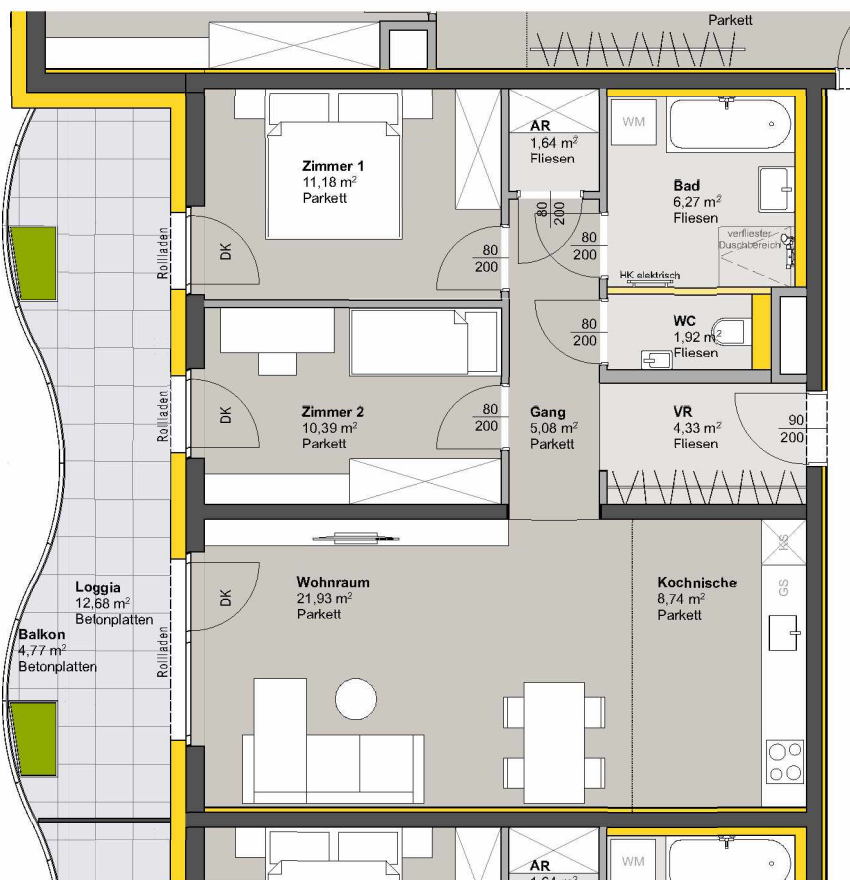 Parkett
AR
1,64 m²
Fliesen
WM
Zimmer 1
11,18 m²
Parkett
Bad
6,27 m²
Fliesen
80
200
verfliester
Duschbereich
Rollladen
DK
80
200
80
200
HK elektrisch
WC
1,92 m²
Fliesen
80
200
Rollladen
DK
Zimmer 2
10,39 m²
Parkett
80
200
Gang
5,08 m²
Parkett
VR
4,33 m²
Fliesen
90
200
KS
GS
DK
Wohnraum
21,93 m²
Parkett
Kochnische
8,74 m²
Parkett
Loggia
12,68 m²
Betonplatten
Balkon
4,77 m²
Betonplatten
Rollladen
AR
1,64 m²
WM